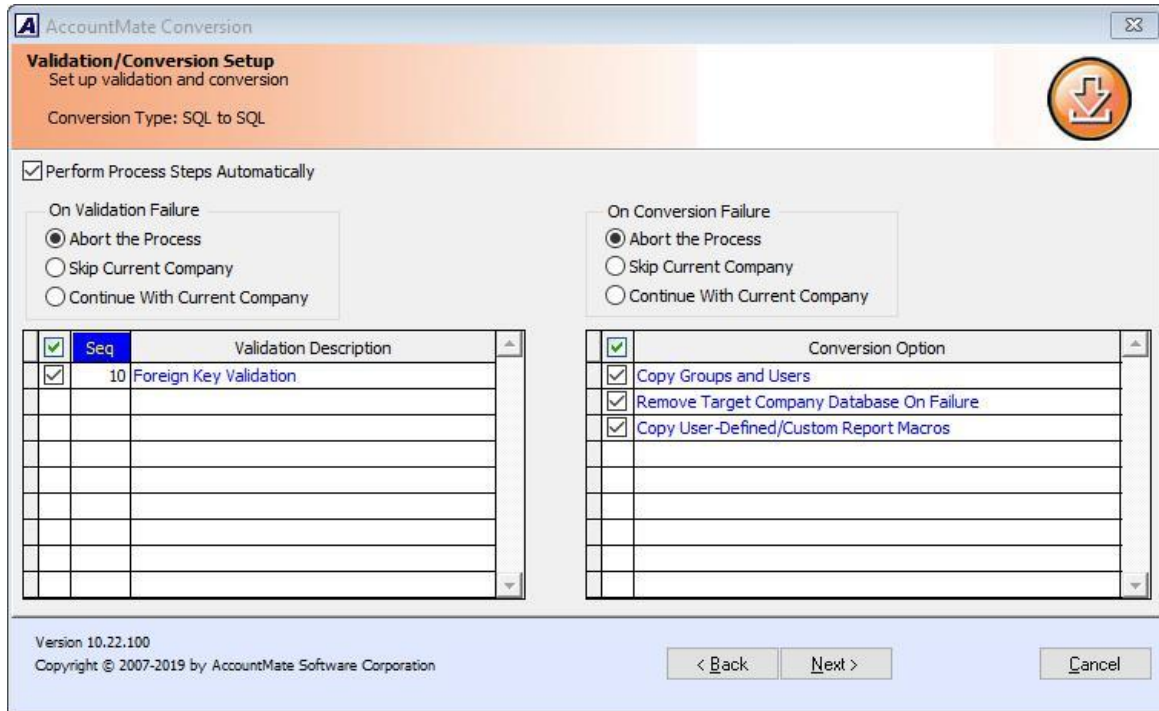 AccountMate Conversion
Validation/Conversion Setup
Set up validation and conversion
Conversion Type: SQL to SQL
Perform Process Steps Automatically
On Validation Failure
Abort the Process
Skip Current Company
Continue With Current Company
On Conversion Failure
Abort the Process
Skip Current Company
Continue With Current Company
Seq Validation Description
10 Foreign Key Validation
Conversion Option
Copy Groups and Users
Remove Target Company Database On Failure
Copy User-Defined/Custom Report Macros
Version 10.22.100
Copyright © 2007-2019 by AccountMate Software Corporation
< Back Next > Cancel